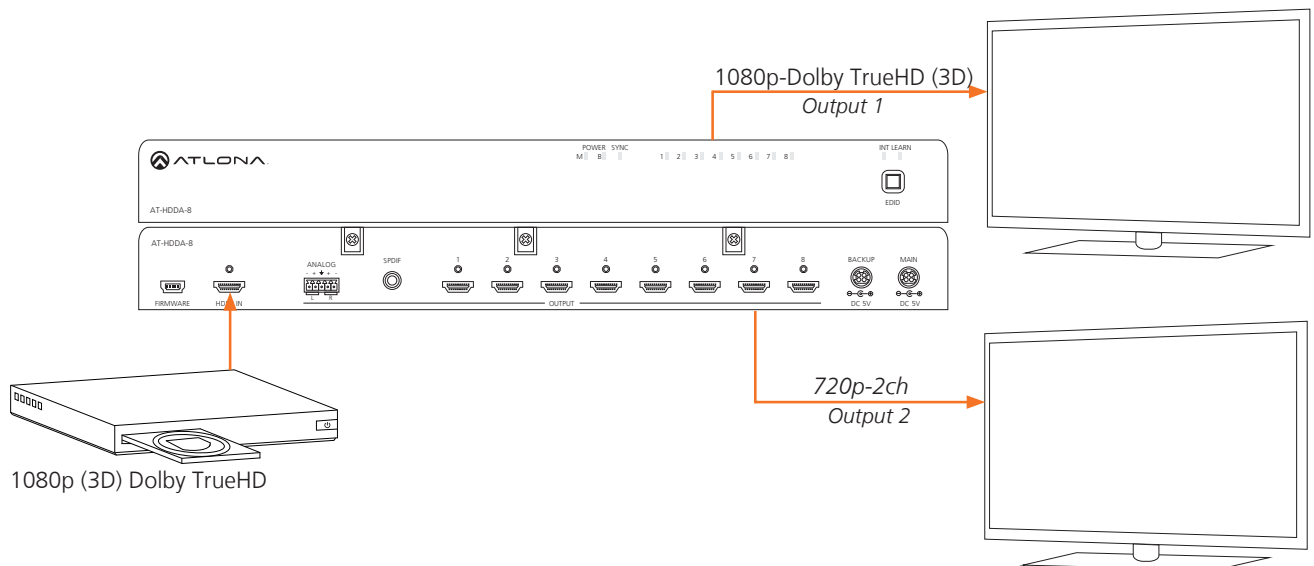 1080p-Dolby TrueHD (3D)
Output 1
ATLONA.
POWER SYNC
M B 1 2 3 4 5 6 7 8
INT LEARN
EDID
AT-HDDA-8
AT-HDDA-8
ANALOG
- + + -
L R
SPDIF
1 2 3 4 5 6 7 8
BACKUP MAIN
FIRMWARE HDMI IN
OUTPUT
DC 5V DC 5V
720p-2ch
Output 2
1080p (3D) Dolby TrueHD